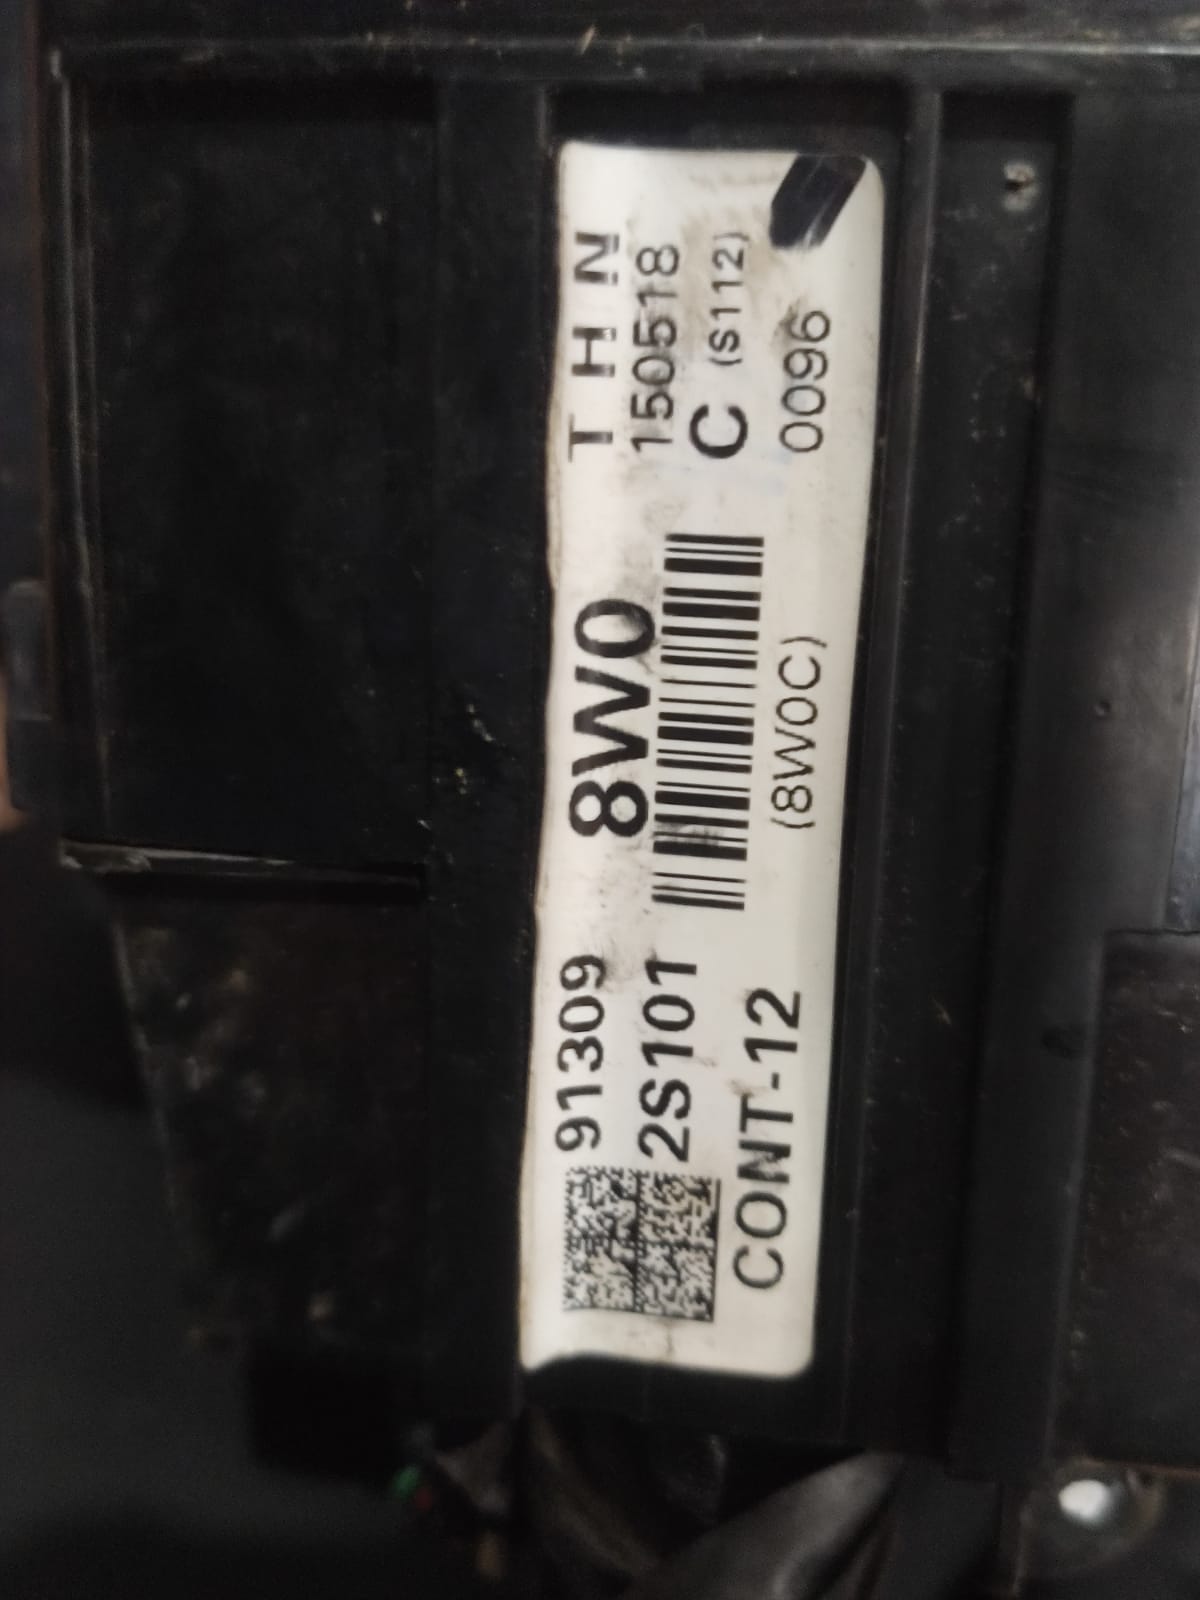 91309 8W0 T H N
2S101 150518
C (S112)
CONT-12 (8W0C) 0096